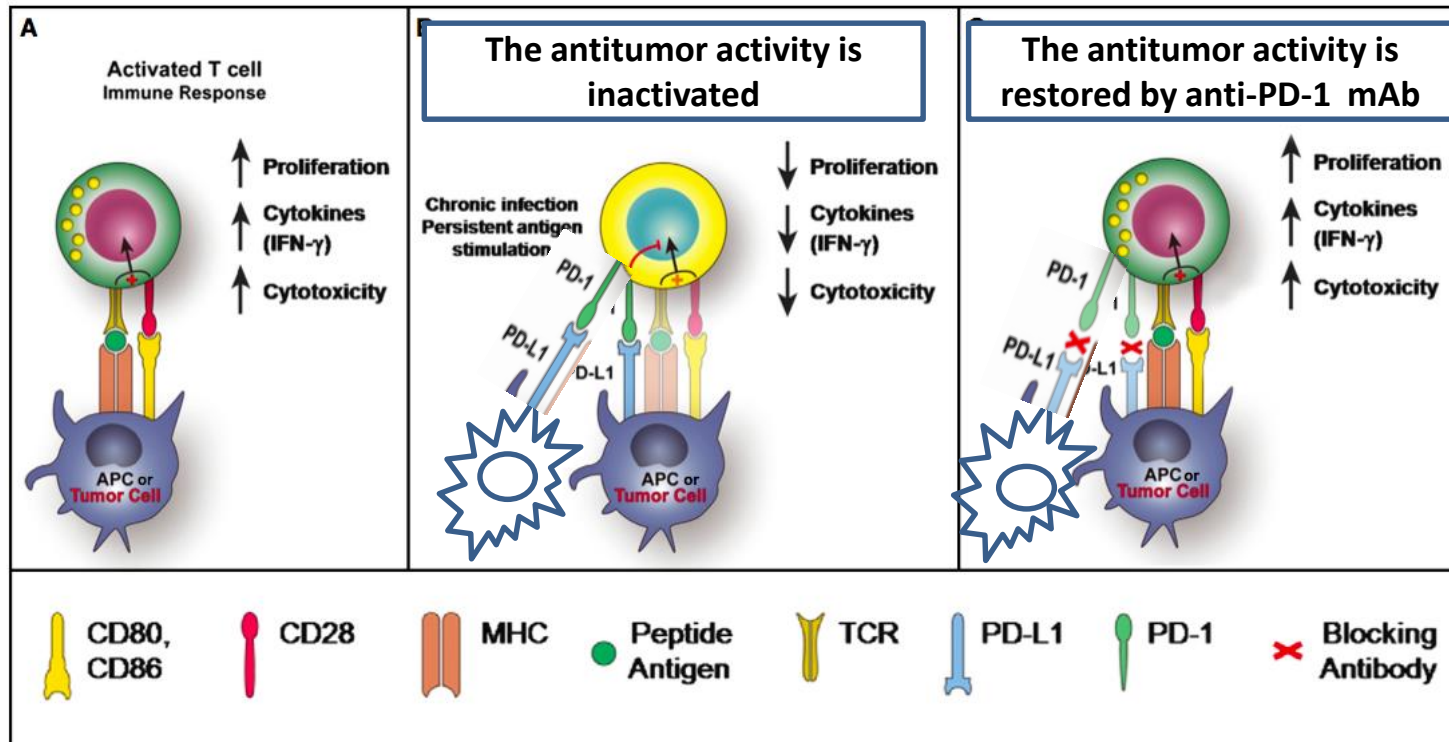 A
Activated T cell
Immune Response
Proliferation
Cytokines
(IFN-γ)
Cytotoxicity
APC or
Tumor Cell
The antitumor activity is
inactivated
Chronic infection
Persistent antigen
stimulation
Proliferation
Cytokines
(IFN-γ)
Cytotoxicity
PD-1
PD-L1
D-L1
APC or
Tumor Cell
The antitumor activity is
restored by anti-PD-1 mAb
Proliferation
Cytokines
(IFN-γ)
Cytotoxicity
PD-1
PD-L1
-L1
APC or
Tumor Cell
CD80,
CD86
CD28
MHC
Peptide
Antigen
TCR
PD-L1
PD-1
Blocking
Antibody